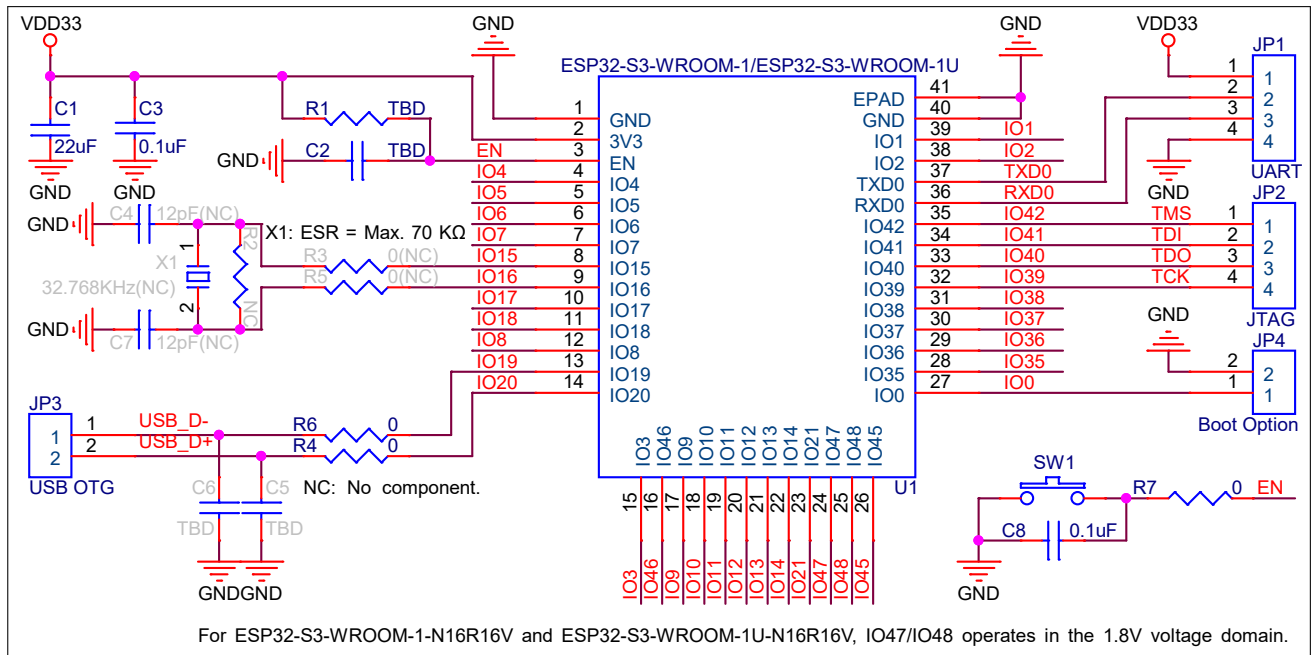 VDD33
GND
GND
VDD33
JP1
ESP32-S3-WROOM-1/ESP32-S3-WROOM-1U
C1
22uF
GND
C3
0.1uF
GND
R1
TBD
GND
C2
TBD
EN
IO4
IO5
IO6
IO7
IO15
IO16
IO17
IO18
IO8
IO19
IO20
1
2
3
4
5
6
7
8
9
10
11
12
13
14
GND
3V3
EN
IO4
IO5
IO6
IO7
IO15
IO16
IO17
IO18
IO8
IO19
IO20
EPAD
GND
IO1
IO2
TXD0
RXD0
IO42
IO41
IO40
IO39
IO38
IO37
IO36
IO35
IO0
41
40
39
38
37
36
35
34
33
32
31
30
29
28
27
IO1
IO2
TXD0
RXD0
IO42
IO41
IO40
IO39
IO38
IO37
IO36
IO35
IO0
1
2
3
4
1
2
3
4
UART
GND
JP2
TMS
TDI
TDO
TCK
1
2
3
4
1
2
3
4
JTAG
GND
JP4
2
1
2
1
Boot Option
GND
C4
12pF(NC)
X1: ESR = Max. 70 KΩ
R2
NC
1
X1
32.768KHz(NC)
2
R3
0(NC)
R5
0(NC)
GND
C7
12pF(NC)
JP3
1
2
1
2
USB OTG
USB_D-
USB_D+
R6
0
R4
0
C6
TBD
C5
TBD
NC: No component.
GND
GND
IO3
IO46
IO9
IO10
IO11
IO12
IO13
IO14
IO21
IO47
IO48
IO45
U1
15
16
17
18
19
20
21
22
23
24
25
26
IO3
IO46
IO9
IO10
IO11
IO12
IO13
IO14
IO21
IO47
IO48
IO45
SW1
R7
0
EN
C8
0.1uF
GND
For ESP32-S3-WROOM-1-N16R16V and ESP32-S3-WROOM-1U-N16R16V, IO47/IO48 operates in the 1.8V voltage domain.